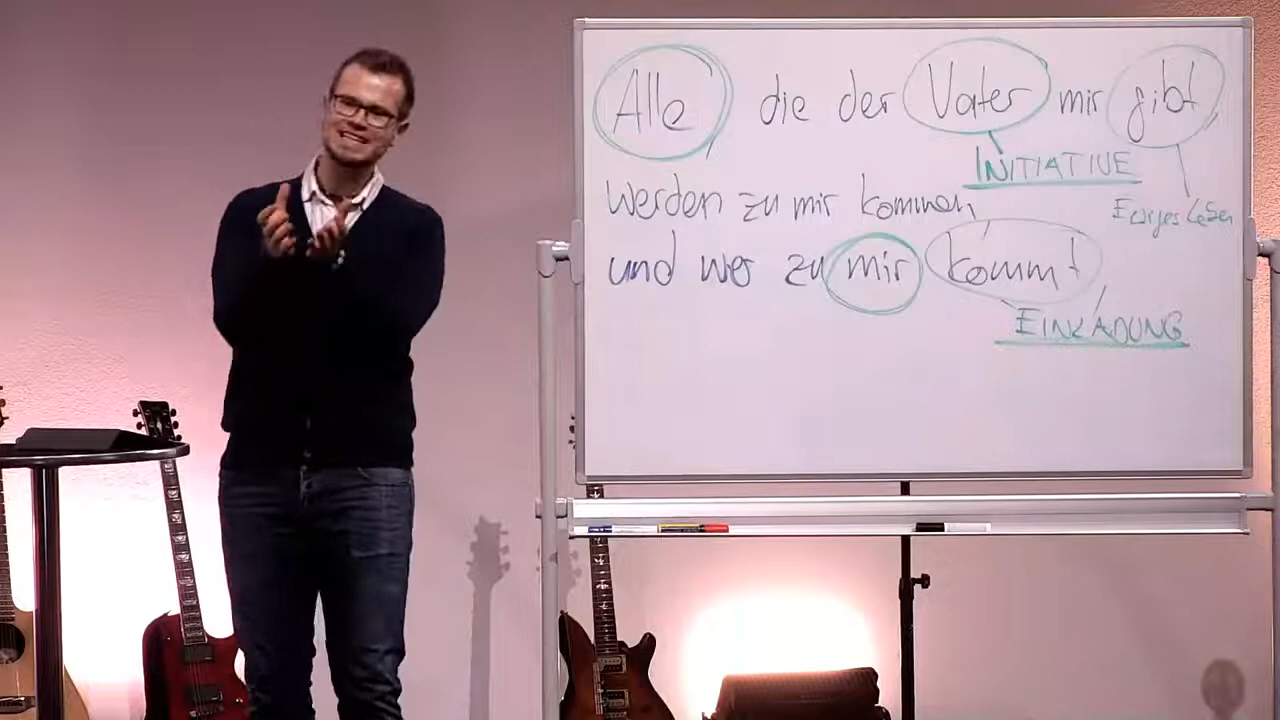 Alle die der Vater mir gibt,
INITIATIVE
werden zu mir kommen,
Ewiges Leben
und wer zu mir kommt
EINLADUNG